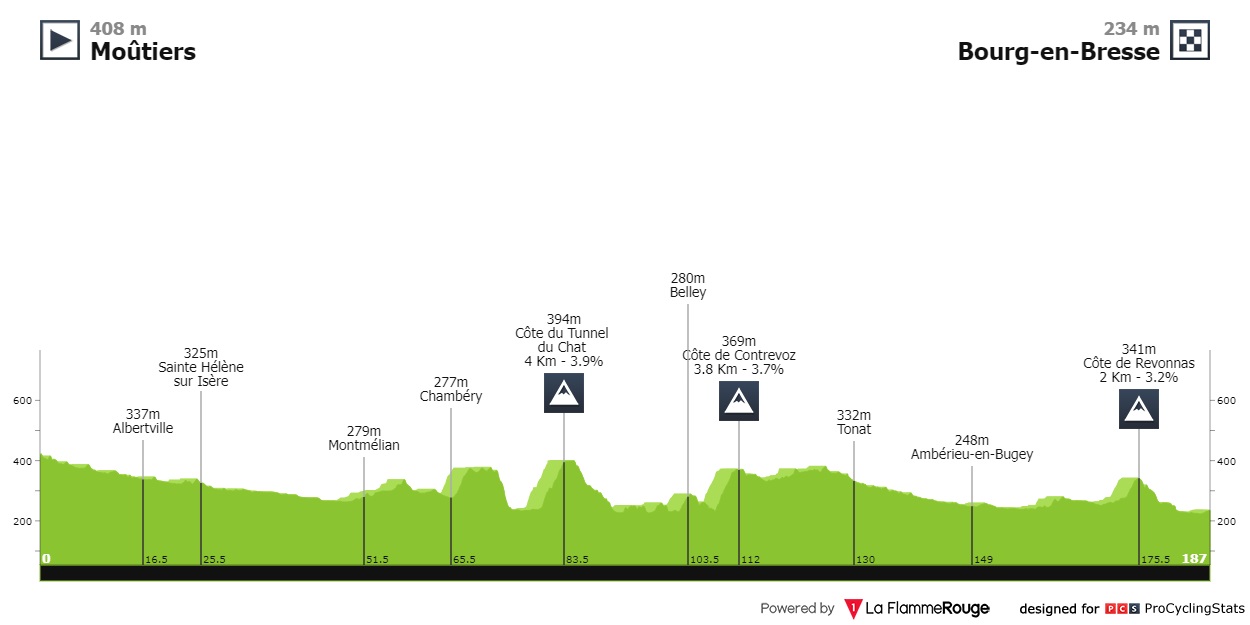 408 m
Moûtiers
234 m
Bourg-en-Bresse
337m
Albertville
325m
Sainte Hélène
sur Isère
279m
Montmélian
277m
Chambéry
394m
Côte du Tunnel
du Chat
4 Km - 3.9%
280m
Belley
369m
Côte de Contrevoz
3.8 Km - 3.7%
332m
Tonat
248m
Ambérieu-en-Bugey
341m
Côte de Revonnas
2 Km - 3.2%
600 600
400 400
200 200
0 16.5 25.5 51.5 65.5 83.5 103.5 112 130 149 175.5 187
Powered by 1 La FlammeRouge designed for PCS ProCyclingStats